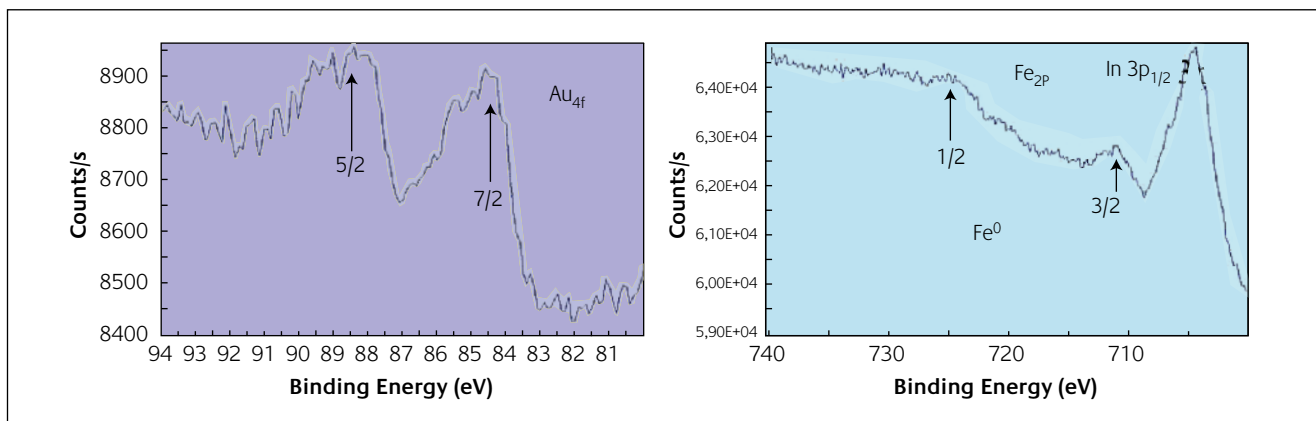 Counts/s
8900
8800
8700
8600
8500
8400
Au4f
5/2
7/2
94 93 92 91 90 89 88 87 86 85 84 83 82 81
Binding Energy (eV)
Counts/s
6,40E+04
6,30E+04
6,20E+04
6,10E+04
6,00E+04
5,90E+04
Fe2P
In 3p1/2
1/2
3/2
Fe0
740 730 720 710
Binding Energy (eV)